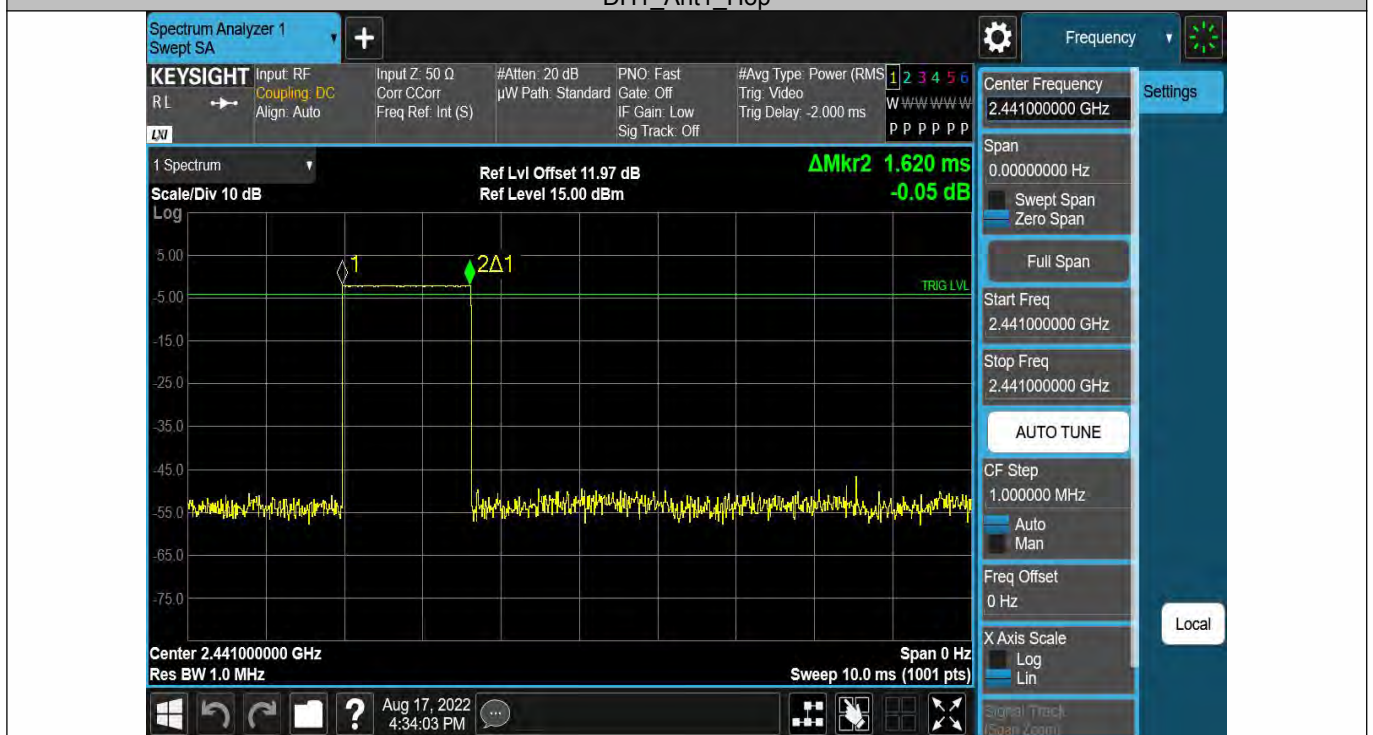 Spectrum Analyzer 1
Swept SA
+
Frequency
KEYSIGHT
RL
LXI
Input: RF
Coupling: DC
Align: Auto
Input Z: 50 Ω
Corr CCorr
Freq Ref: Int (S)
#Atten: 20 dB
µW Path: Standard
PNO: Fast
Gate: Off
IF Gain: Low
Sig Track: Off
#Avg Type: Power (RMS
Trig: Video
Trig Delay: -2.000 ms
1 2 3 4 5 6
W W W W W W
P P P P P P
1 Spectrum
Scale/Div 10 dB
Log
Ref Lvl Offset 11.97 dB
Ref Level 15.00 dBm
ΔMkr2 1.620 ms
-0.05 dB
5.00
-5.00
-15.0
-25.0
-35.0
-45.0
-55.0
-65.0
-75.0
1
2Δ1
TRIG LVL
Center 2.441000000 GHz
Res BW 1.0 MHz
Span 0 Hz
Sweep 10.0 ms (1001 pts)
Center Frequency
2.441000000 GHz
Settings
Span
0.00000000 Hz
Swept Span
Zero Span
Full Span
Start Freq
2.441000000 GHz
Stop Freq
2.441000000 GHz
AUTO TUNE
CF Step
1.000000 MHz
Auto
Man
Freq Offset
0 Hz
X Axis Scale
Log
Lin
Signal Track
(Span Zoom)
Local
?
Aug 17, 2022
4:34:03 PM